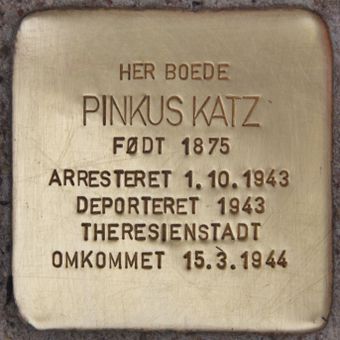 HER BOEDE
PINKUS KATZ
FØDT 1875
ARRESTERET 1.10.1943
DEPORTERET 1943
THERESIENSTADT
OMKOMMET 15.3.1944